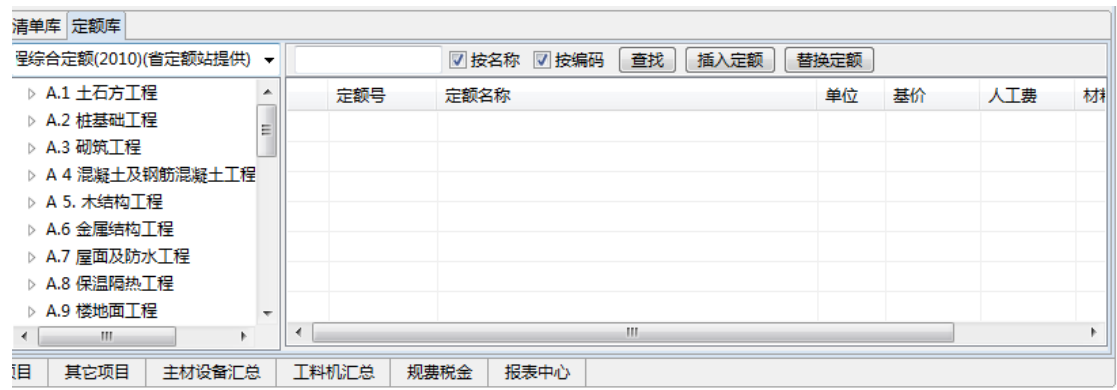 清单库 定额库
程综合定额(2010)(省定额站提供) 按名称 按编码 查找 插入定额 替换定额
定额号 定额名称 单位 基价 人工费 材料
A.1 土石方工程
A.2 桩基础工程
A.3 砌筑工程
A 4 混凝土及钢筋混凝土工程
A 5. 木结构工程
A.6 金属结构工程
A.7 屋面及防水工程
A.8 保温隔热工程
A.9 楼地面工程
项目 其它项目 主材设备汇总 工料机汇总 规费税金 报表中心